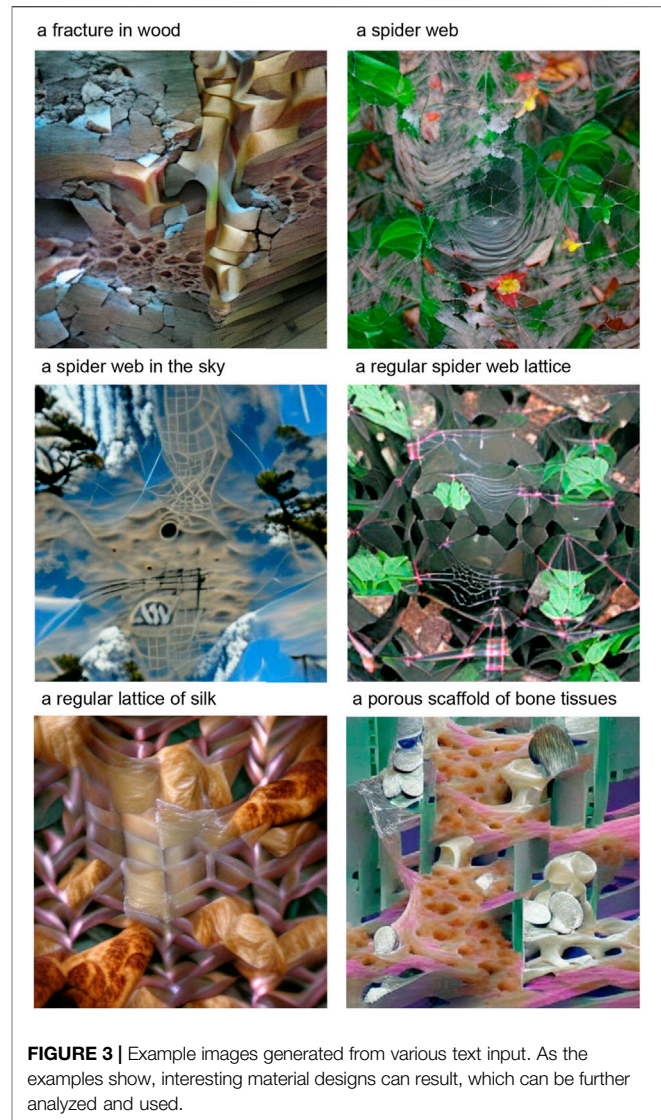 a fracture in wood
a spider web
a spider web in the sky
a regular spider web lattice
a regular lattice of silk
a porous scaffold of bone tissues
FIGURE 3 | Example images generated from various text input. As the
examples show, interesting material designs can result, which can be further
analyzed and used.